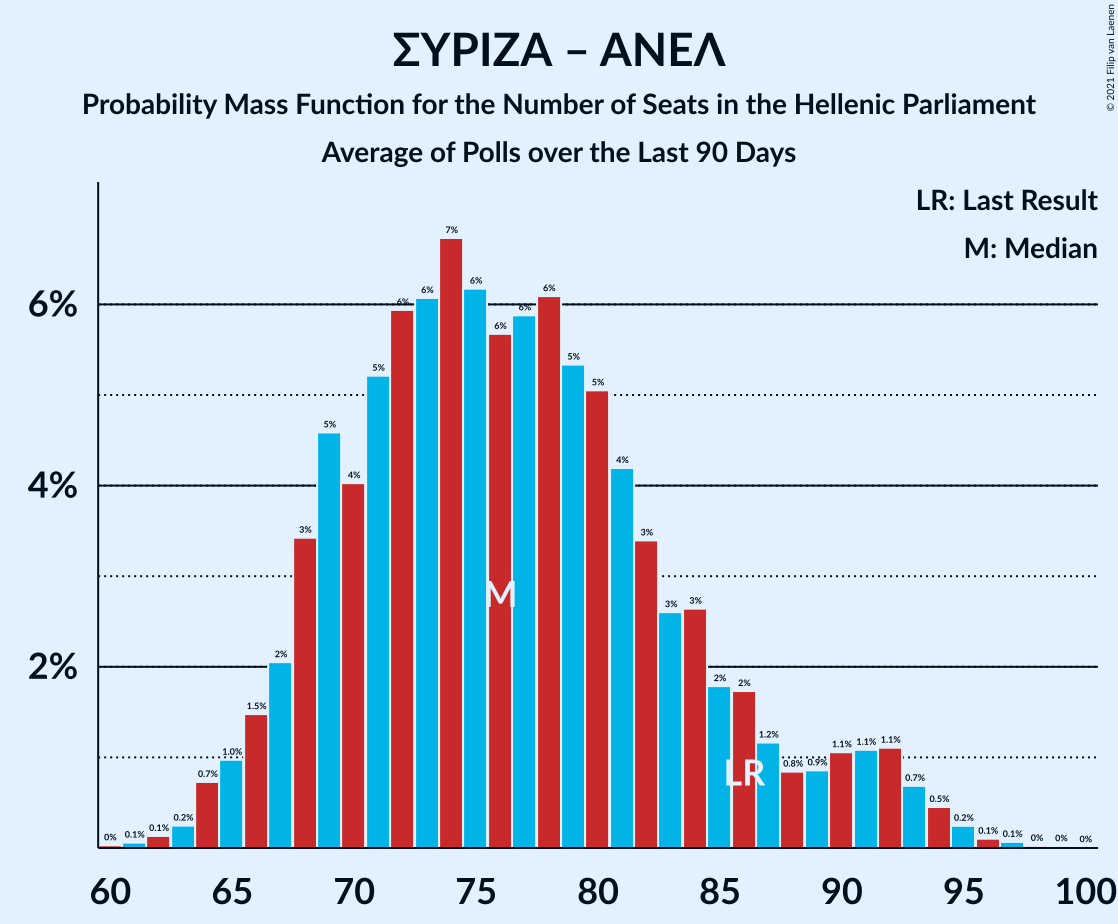 ΣΥΡΙΖΑ – ΑΝΕΛ
Probability Mass Function for the Number of Seats in the Hellenic Parliament
Average of Polls over the Last 90 Days
© 2021 Filip van Laenen
LR: Last Result
M: Median
6%
4%
2%
0% 0.1% 0.1% 0.2% 0.7% 1.0% 1.5% 2% 3% 5% 4% 5% 6% 6% 7% 6% 6% 6% 6% 5% 5% 4% 3% 3% 3% 2% 2% 1.2% 0.8% 0.9% 1.1% 1.1% 1.1% 0.7% 0.5% 0.2% 0.1% 0.1% 0% 0% 0%
M
LR
60 65 70 75 80 85 90 95 100